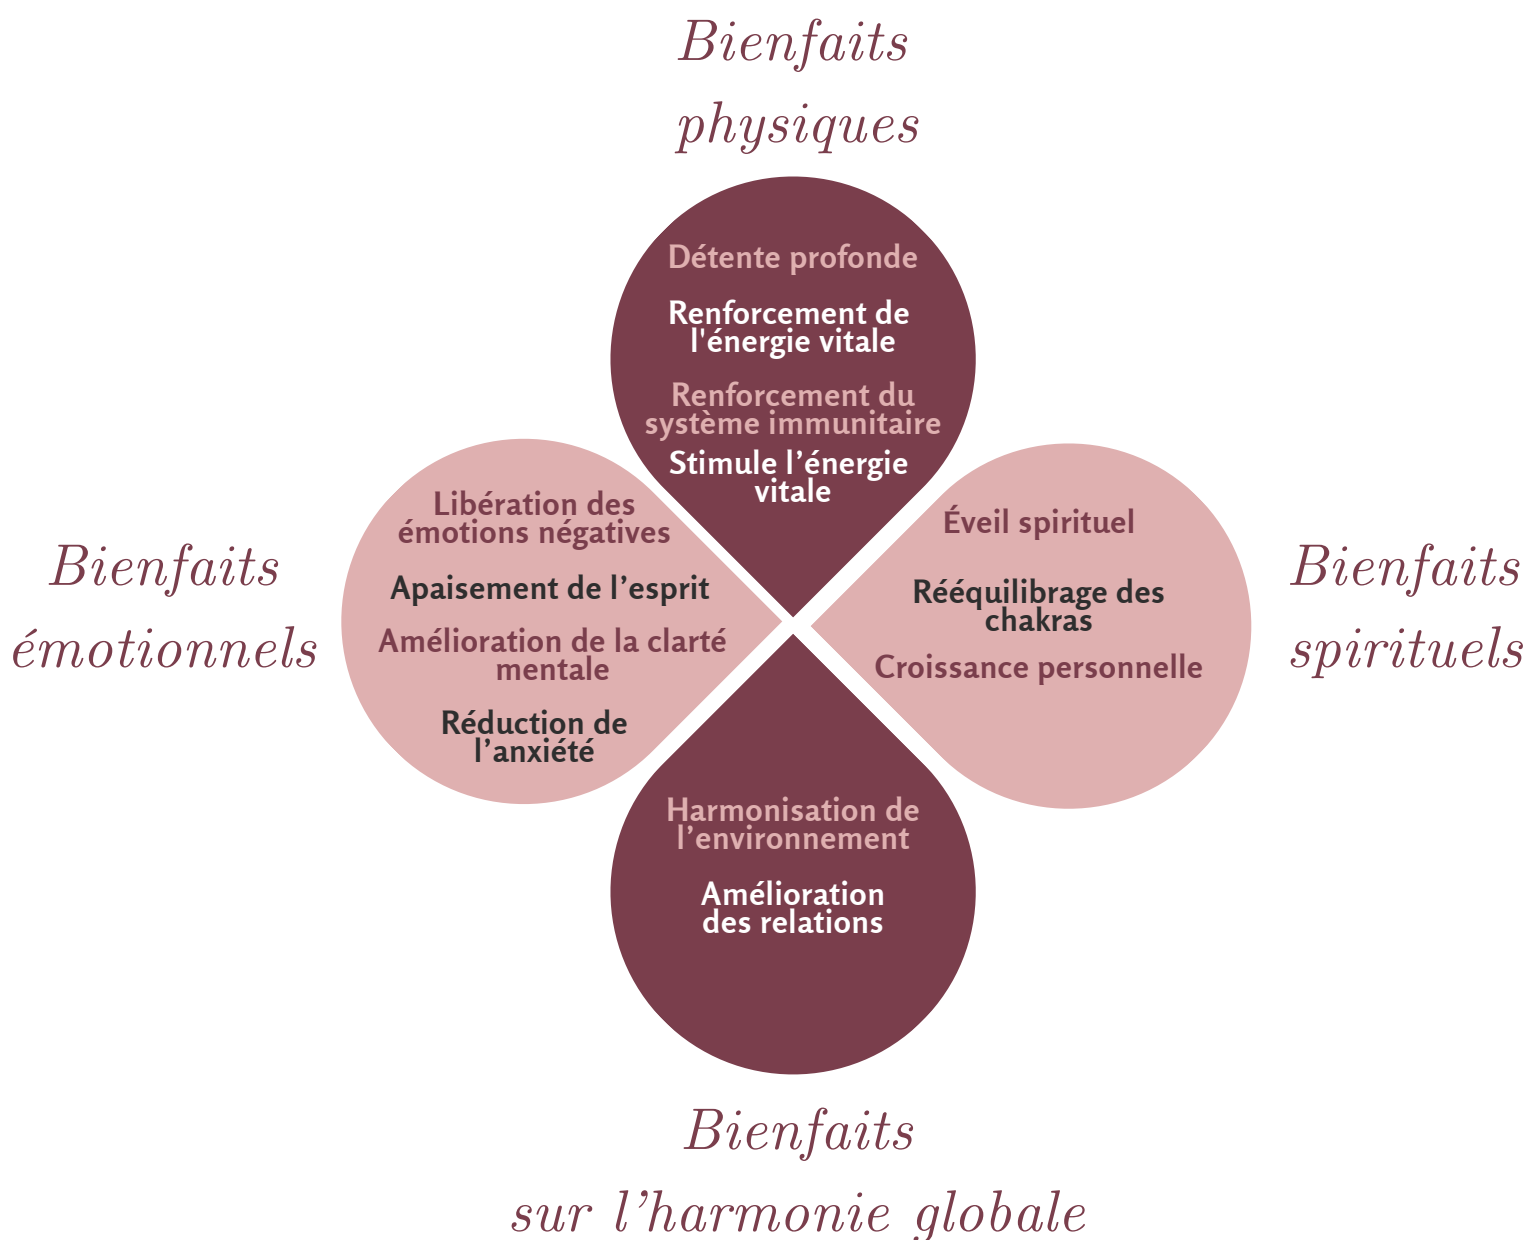 Bienfaits
physiques
Détente profonde
Renforcement de
l'énergie vitale
Renforcement du
système immunitaire
Stimule l’énergie
vitale
Bienfaits
émotionnels
Libération des
émotions négatives
Apaisement de l’esprit
Amélioration de la clarté
mentale
Réduction de
l’anxiété
Éveil spirituel
Rééquilibrage des
chakras
Croissance personnelle
Bienfaits
spirituels
Harmonisation de
l’environnement
Amélioration
des relations
Bienfaits
sur l’harmonie globale